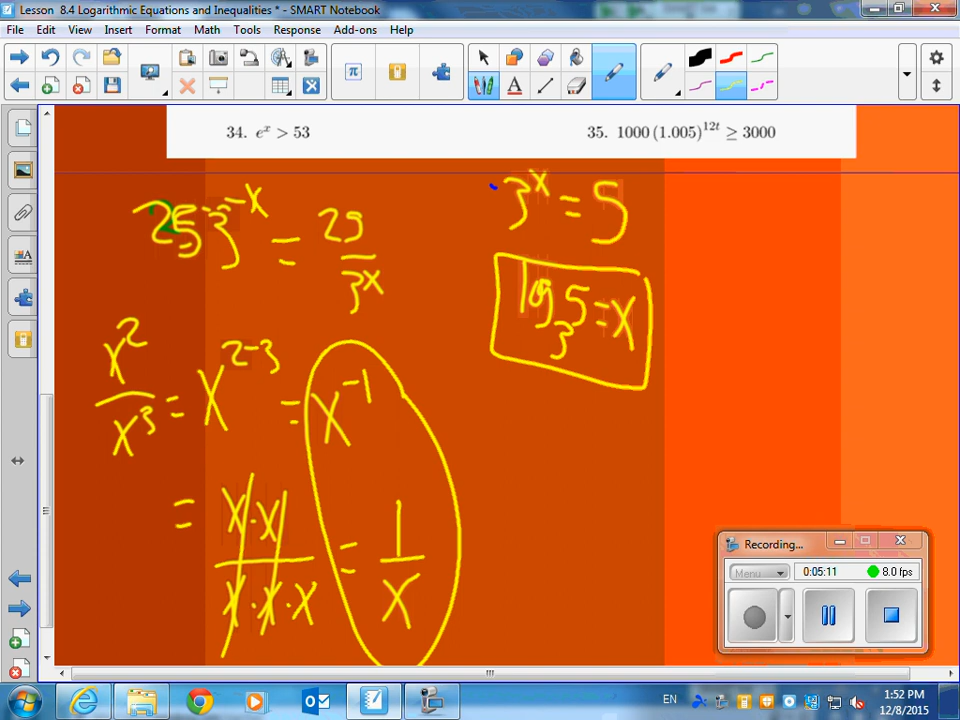 Lesson 8.4 Logarithmic Equations and Inequalities * - SMART Notebook
File Edit View Insert Format Math Tools Response Add-ons Help
34. e^x > 53
35. 1000 (1.005)^{12t} ≥ 3000
25 · 3^{-x} = 25/3^x
3^x = 5
log_3 5 = x
x^2/x^3 = x^{2-3} = x^{-1}
= x·x/x·x·x = 1/x
Recording...
Menu
0:05:11
8.0 fps
EN
1:52 PM
12/8/2015